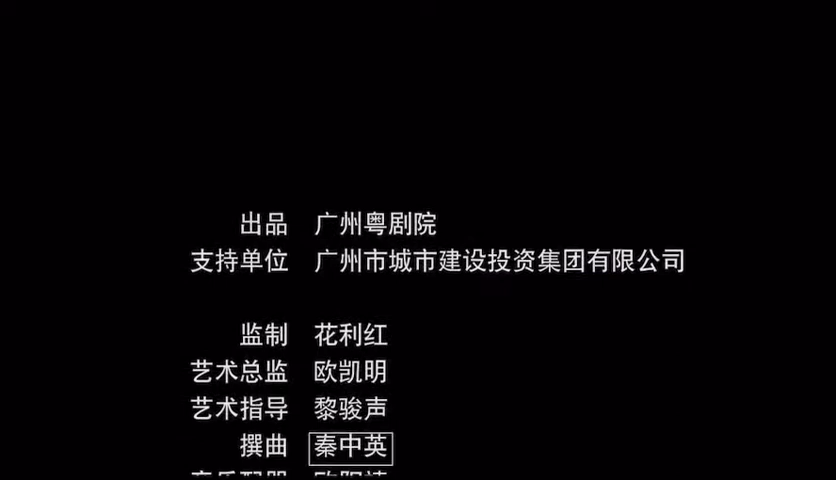 出品 广州粤剧院
支持单位 广州市城市建设投资集团有限公司
监制 花利红
艺术总监 欧凯明
艺术指导 黎骏声
撰曲 秦中英